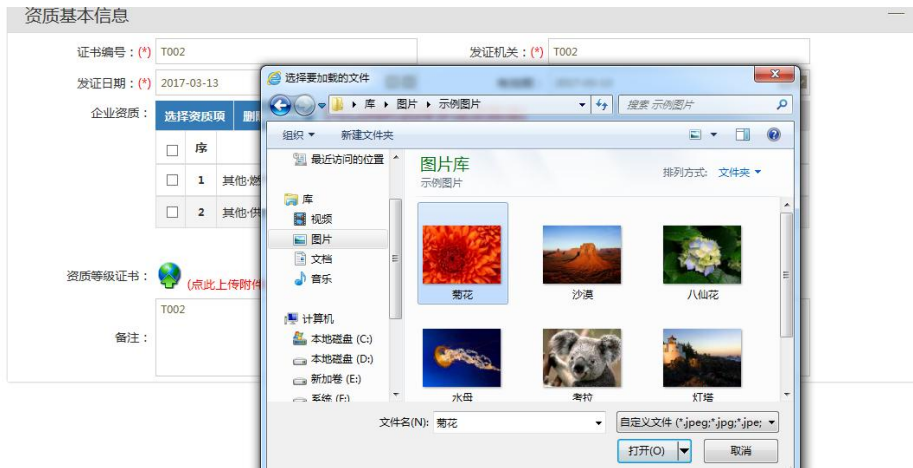 资质基本信息
证书编号：(*) T002 发证机关：(*) T002
发证日期：(*) 2017-03-13
企业资质： 选择资质项
序
1 其他·燃
2 其他·供
资质等级证书： (点此上传附件
备注： T002
选择要加载的文件
库 图片 示例图片 搜索 示例图片
组织 新建文件夹
最近访问的位置
库
视频
图片
文档
音乐
计算机
本地磁盘 (C:)
本地磁盘 (D:)
新加卷 (E:)
系统 (F:)
图片库
示例图片
排列方式: 文件夹
菊花 沙漠 八仙花
水母 考拉 灯塔
文件名(N): 菊花 自定义文件 (*.jpeg;*.jpg;*.jpe;
打开(O) 取消